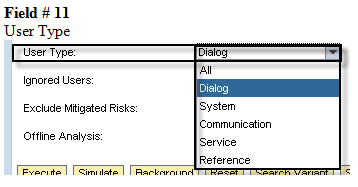 Field # 11
User Type
User Type: Dialog
All
Ignored Users: Dialog
System
Exclude Mitigated Risks: Communication
Service
Offline Analysis: Reference
Execute Simulate Background Reset Search Variant S